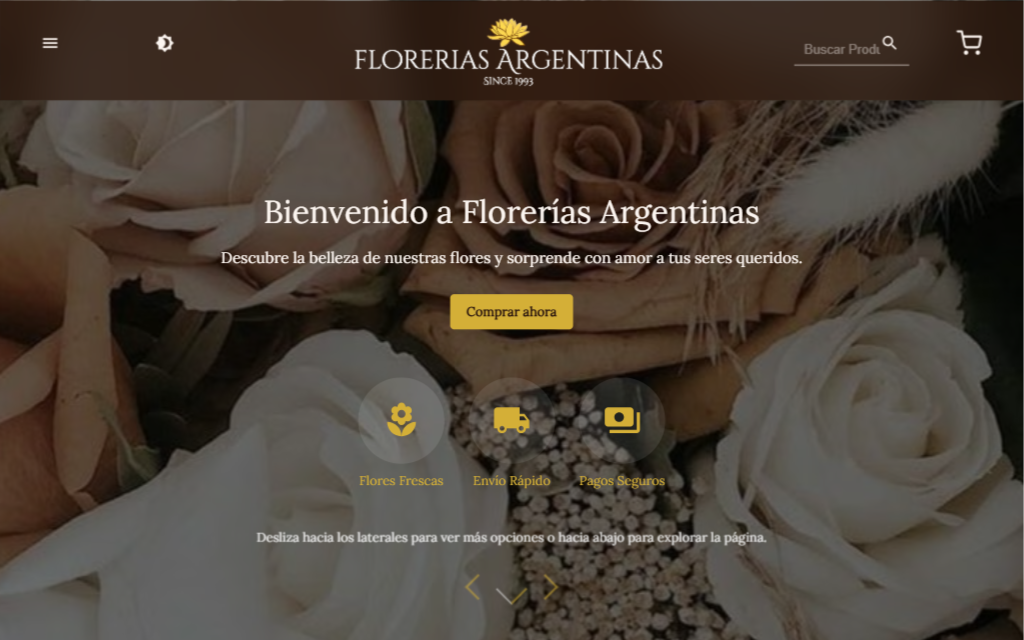 FLORERIAS ARGENTINAS
SINCE 1993
Buscar Produ
Bienvenido a Florerías Argentinas
Descubre la belleza de nuestras flores y sorprende con amor a tus seres queridos.
Comprar ahora
Flores Frescas
Envío Rápido
Pagos Seguros
Desliza hacia los laterales para ver más opciones o hacia abajo para explorar la página.